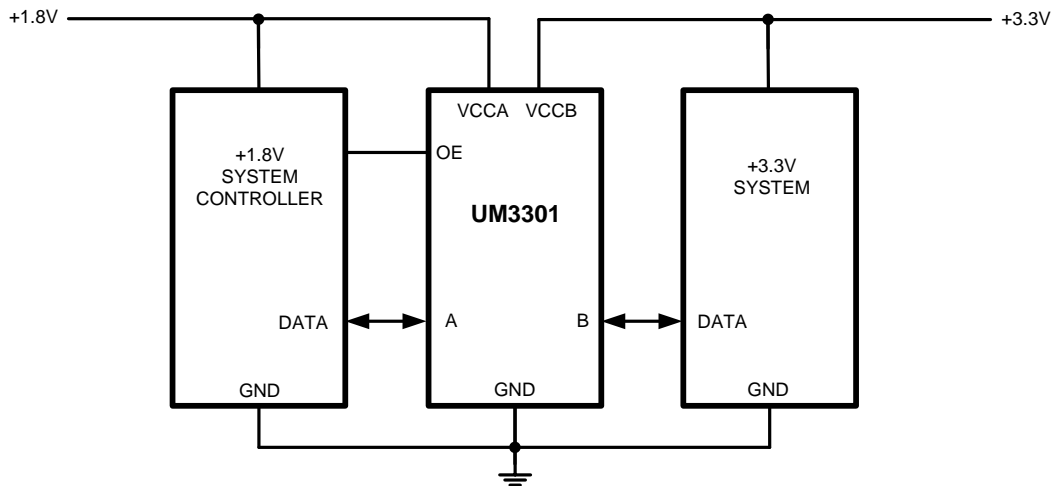 +1.8V
+3.3V
VCCA VCCB
+1.8V
SYSTEM
CONTROLLER
OE
+3.3V
SYSTEM
UM3301
DATA
A
B
DATA
GND
GND
GND